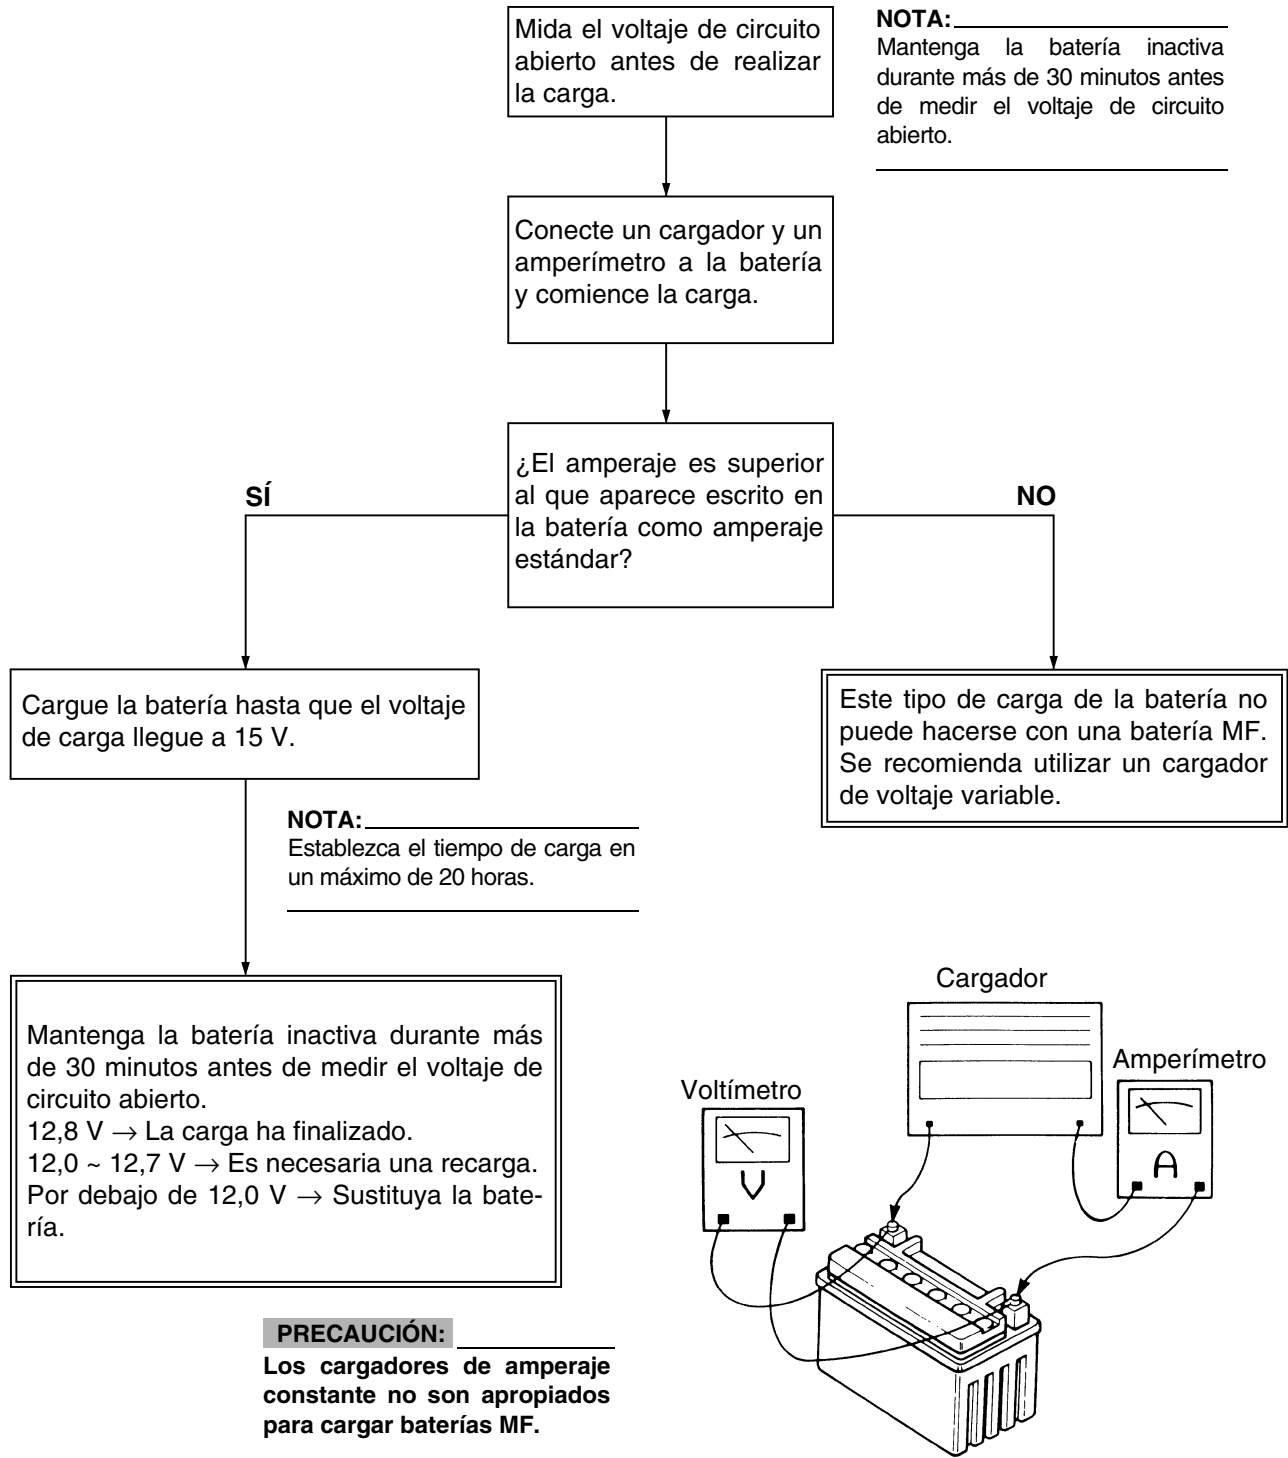 Mida el voltaje de circuito
abierto antes de realizar
la carga.
NOTA:
Mantenga la batería inactiva
durante más de 30 minutos antes
de medir el voltaje de circuito
abierto.
Conecte un cargador y un
amperímetro a la batería
y comience la carga.
¿El amperaje es superior
al que aparece escrito en
la batería como amperaje
estándar?
SÍ
NO
Cargue la batería hasta que el voltaje
de carga llegue a 15 V.
Este tipo de carga de la batería no
puede hacerse con una batería MF.
Se recomienda utilizar un cargador
de voltaje variable.
NOTA:
Establezca el tiempo de carga en
un máximo de 20 horas.
Mantenga la batería inactiva durante más
de 30 minutos antes de medir el voltaje de
circuito abierto.
12,8 V → La carga ha finalizado.
12,0 ~ 12,7 V → Es necesaria una recarga.
Por debajo de 12,0 V → Sustituya la bate-
ría.
Cargador
Amperímetro
Voltímetro
V
A
PRECAUCIÓN:
Los cargadores de amperaje
constante no son apropiados
para cargar baterías MF.